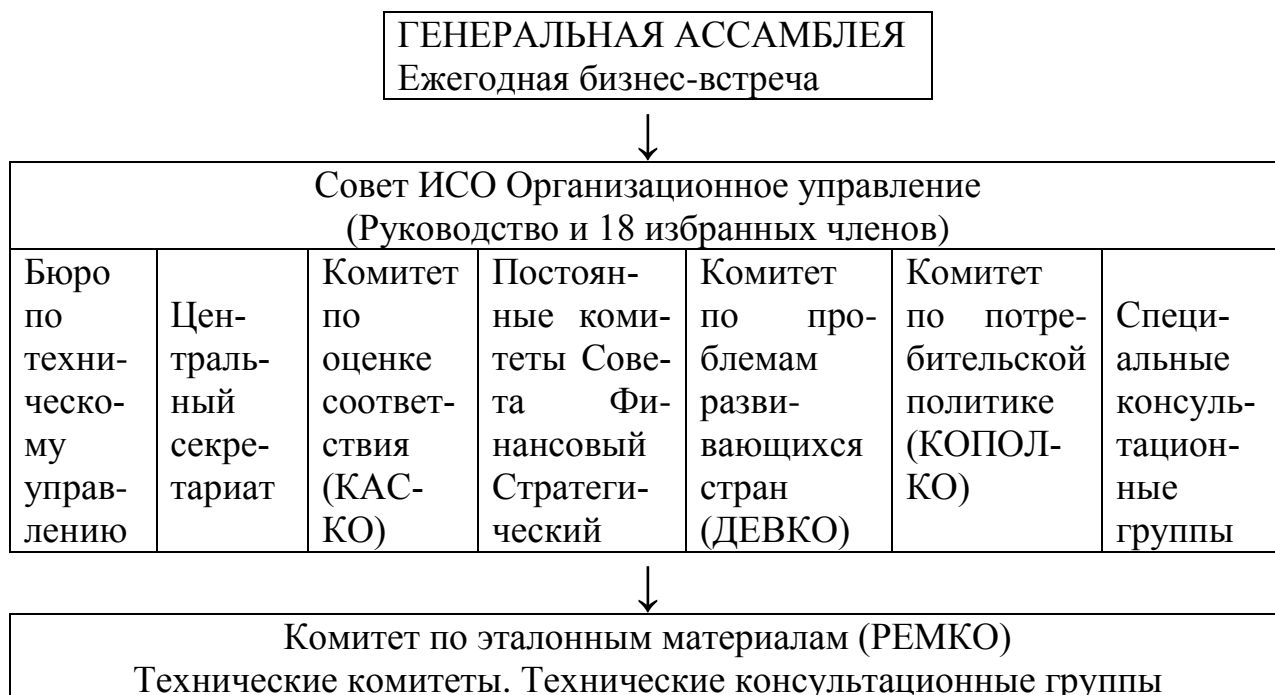 ГЕНЕРАЛЬНАЯ АССАМБЛЕЯ
Ежегодная бизнес-встреча
↓
Совет ИСО Организационное управление
(Руководство и 18 избранных членов)
Бюро
по
техни-
ческо-
му
управ-
лению
Цен-
траль-
ный
секре-
тариат
Комитет
по
оценке
соответ-
ствия
(КАС-
КО)
Постоян-
ные коми-
теты Сове-
та Фи-
нансовый
Стратеги-
ческий
Комитет
по про-
блемам
разви-
вающихся
стран
(ДЕВКО)
Комитет
по потре-
бительской
политике
(КОПОЛ-
КО)
Специ-
альные
консуль-
тацион-
ные
группы
↓
Комитет по эталонным материалам (РЕМКО)
Технические комитеты. Технические консультационные группы